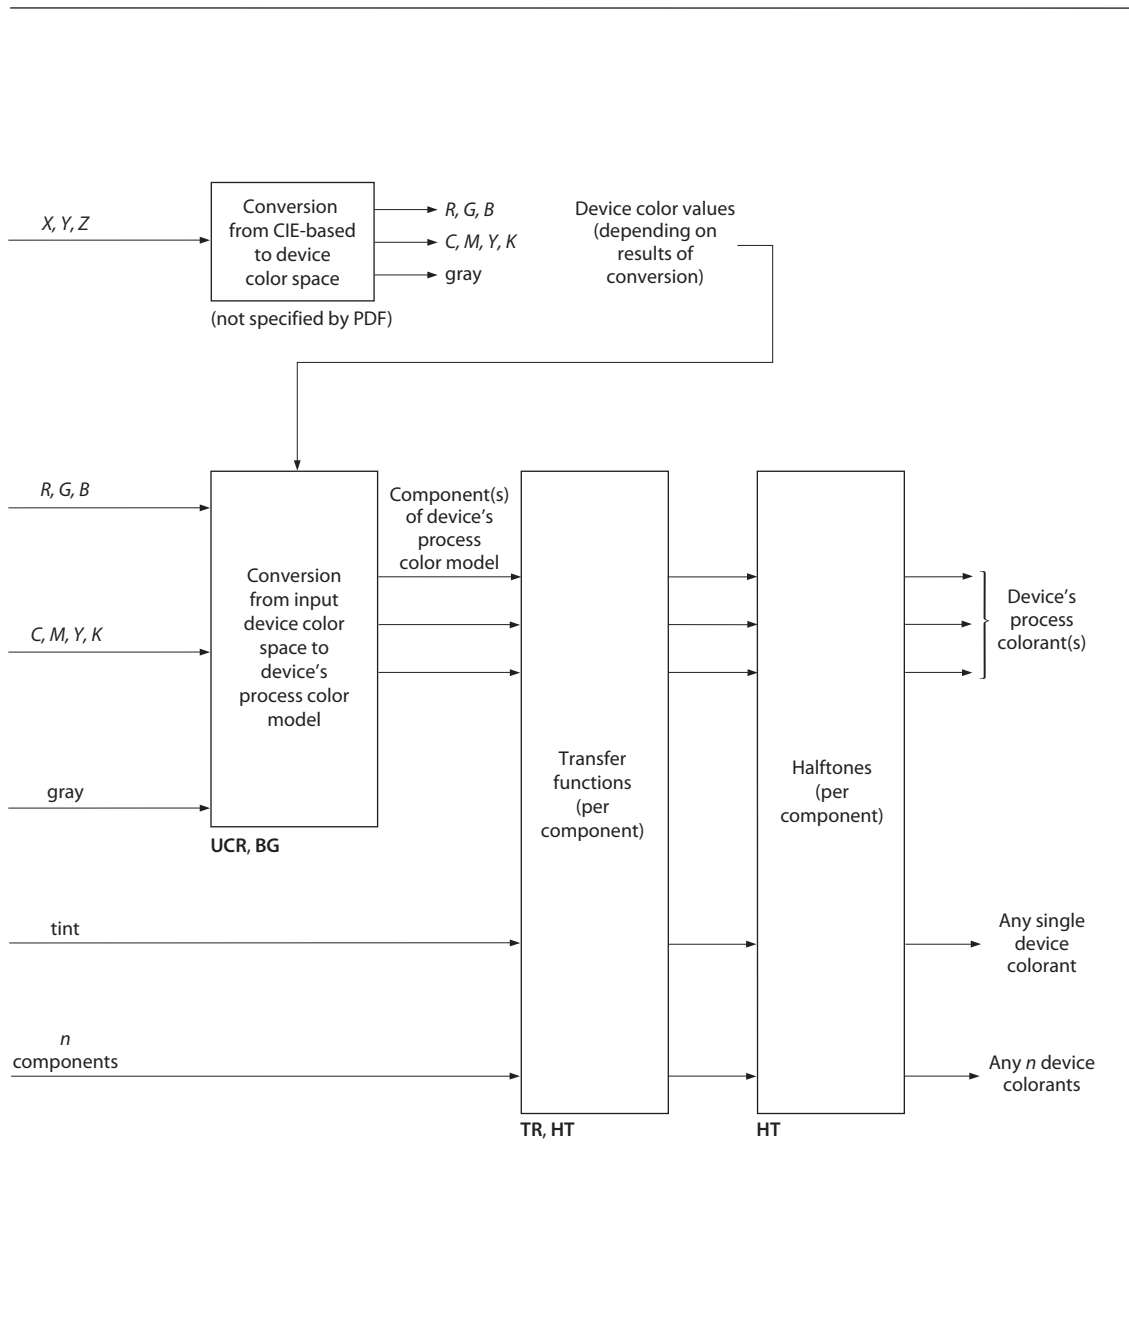 X, Y, Z
Conversion
from CIE-based
to device
color space
(not specified by PDF)
R, G, B
C, M, Y, K
gray
Device color values
(depending on
results of
conversion)
R, G, B
C, M, Y, K
gray
Conversion
from input
device color
space to
device’s
process color
model
UCR, BG
Component(s)
of device’s
process
color model
Transfer
functions
(per
component)
Halftones
(per
component)
Device’s
process
colorant(s)
tint
Any single
device
colorant
n
components
Any n device
colorants
TR, HT
HT